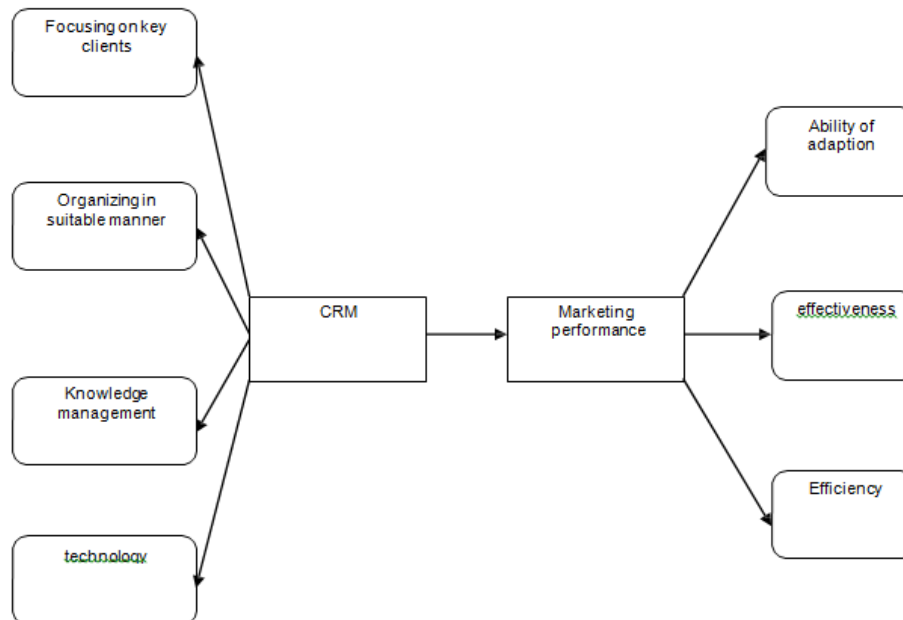 Focusing on key
clients
Organizing in
suitable manner
Knowledge
management
technology
CRM
Marketing
performance
Ability of
adaption
effectiveness
Efficiency